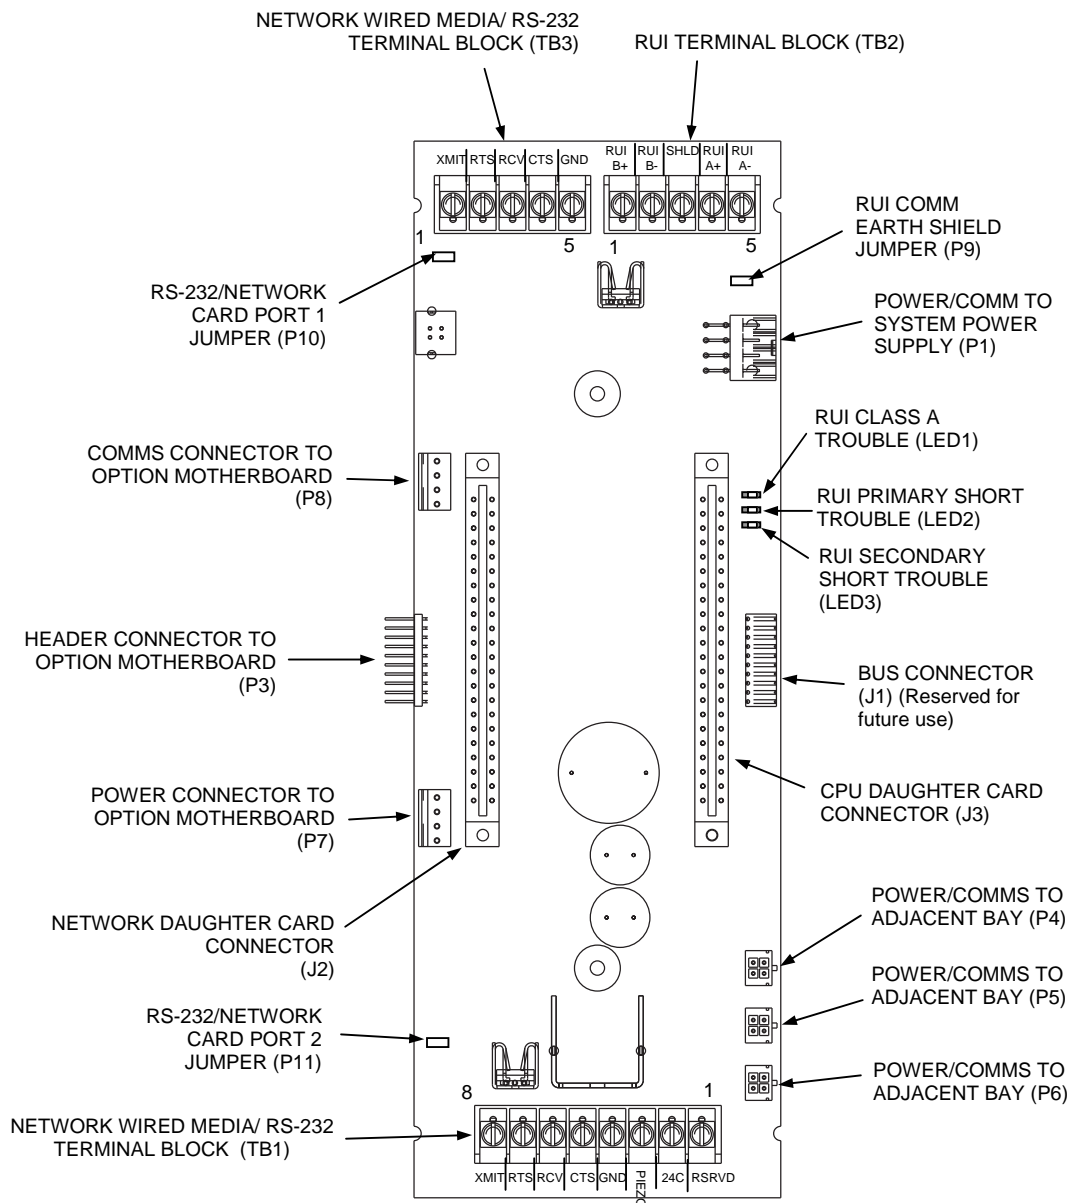 NETWORK WIRED MEDIA/ RS-232
TERMINAL BLOCK (TB3)
RUI TERMINAL BLOCK (TB2)
XMIT RTS RCV CTS GND
RUI B+ RUI B- SHLD RUI A+ RUI A-
1 5 1 5
RUI COMM
EARTH SHIELD
JUMPER (P9)
RS-232/NETWORK
CARD PORT 1
JUMPER (P10)
POWER/COMM TO
SYSTEM POWER
SUPPLY (P1)
RUI CLASS A
TROUBLE (LED1)
COMMS CONNECTOR TO
OPTION MOTHERBOARD
(P8)
RUI PRIMARY SHORT
TROUBLE (LED2)
RUI SECONDARY
SHORT TROUBLE
(LED3)
HEADER CONNECTOR TO
OPTION MOTHERBOARD
(P3)
BUS CONNECTOR
(J1) (Reserved for
future use)
POWER CONNECTOR TO
OPTION MOTHERBOARD
(P7)
CPU DAUGHTER CARD
CONNECTOR (J3)
NETWORK DAUGHTER CARD
CONNECTOR
(J2)
POWER/COMMS TO
ADJACENT BAY (P4)
POWER/COMMS TO
ADJACENT BAY (P5)
RS-232/NETWORK
CARD PORT 2
JUMPER (P11)
POWER/COMMS TO
ADJACENT BAY (P6)
8 1
NETWORK WIRED MEDIA/ RS-232
TERMINAL BLOCK (TB1)
XMIT RTS RCV CTS GND PIEZO 24C RSRVD